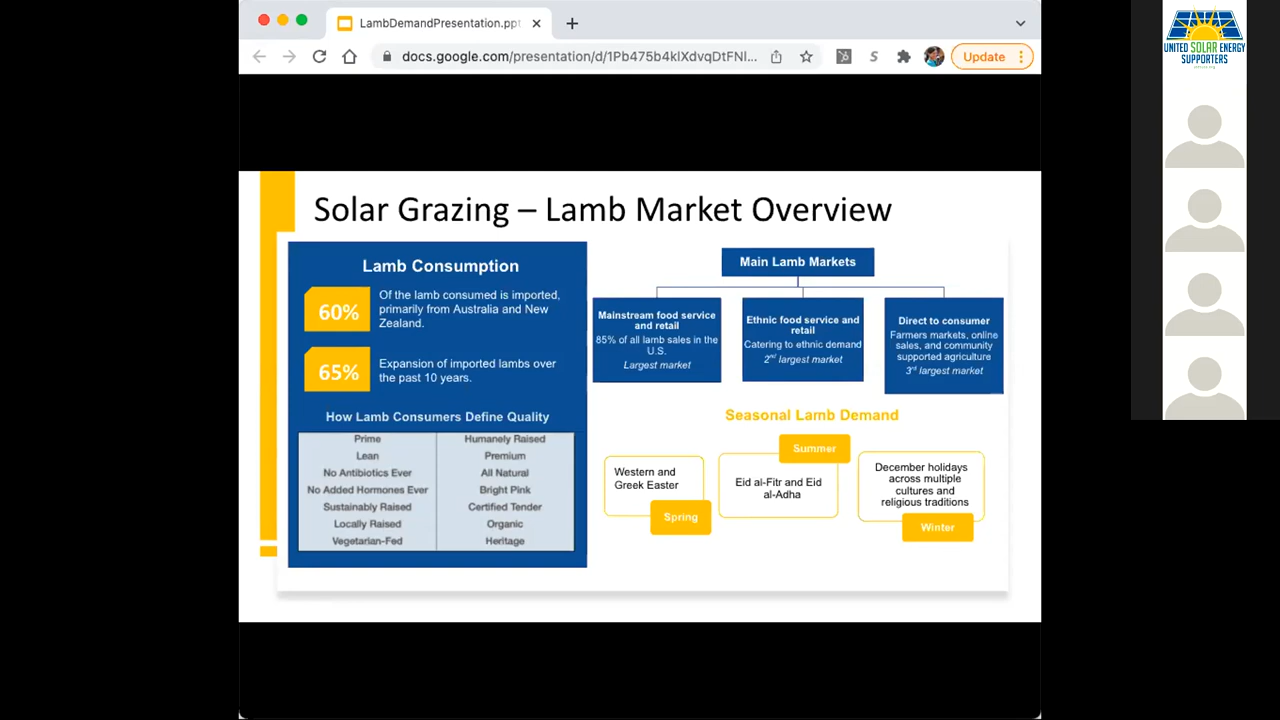 LambDemandPresentation.ppt
docs.google.com/presentation/d/1Pb475b4klXdvqDtFNl...
Update
UNITED SOLAR ENERGY
SUPPORTERS
Solar Grazing – Lamb Market Overview
Lamb Consumption
60%
Of the lamb consumed is imported,
primarily from Australia and New
Zealand.
65%
Expansion of imported lambs over
the past 10 years.
How Lamb Consumers Define Quality
Prime
Humanely Raised
Lean
Premium
No Antibiotics Ever
All Natural
No Added Hormones Ever
Bright Pink
Sustainably Raised
Certified Tender
Locally Raised
Organic
Vegetarian-Fed
Heritage
Main Lamb Markets
Mainstream food service
and retail
85% of all lamb sales in the
U.S.
Largest market
Ethnic food service and
retail
Catering to ethnic demand
2nd largest market
Direct to consumer
Farmers markets, online
sales, and community
supported agriculture
3rd largest market
Seasonal Lamb Demand
Western and
Greek Easter
Spring
Summer
Eid al-Fitr and Eid
al-Adha
December holidays
across multiple
cultures and
religious traditions
Winter